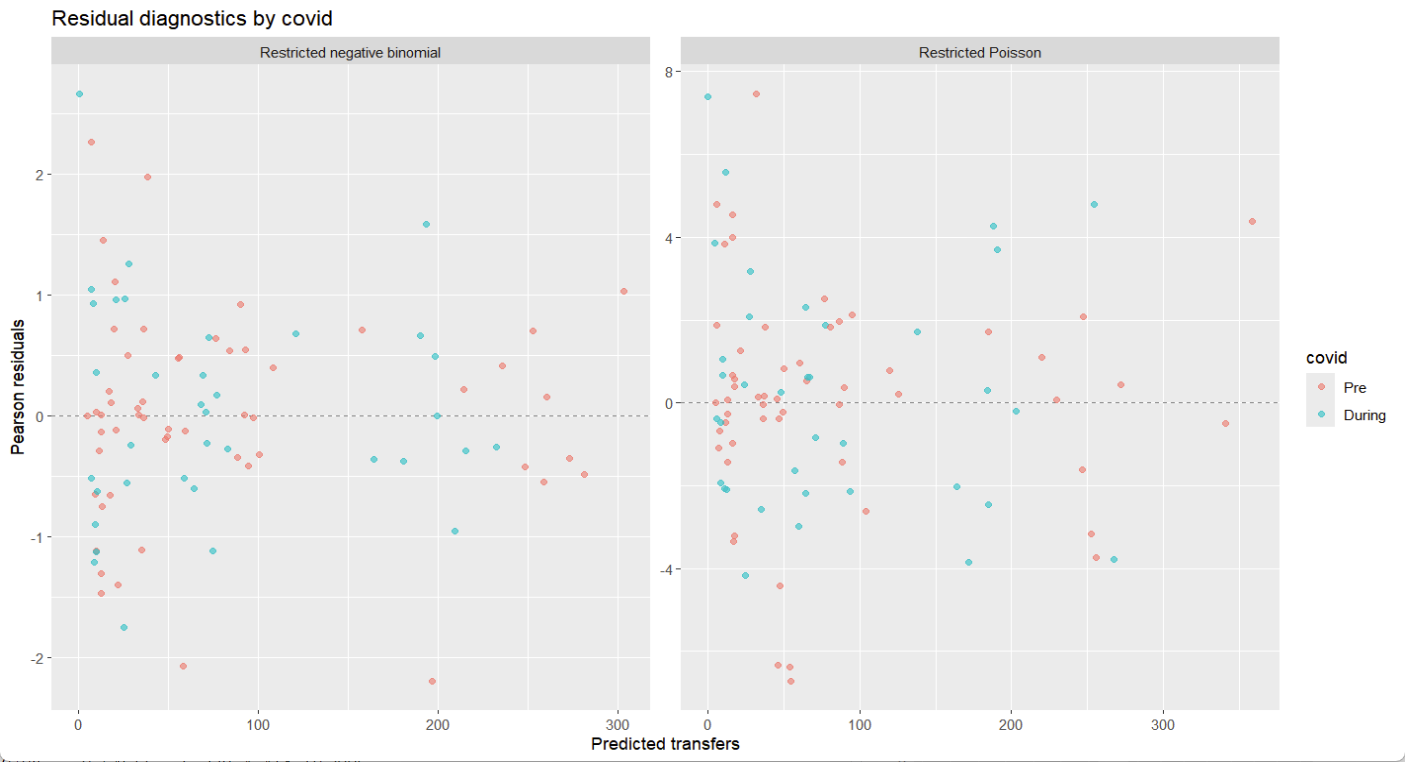 Residual diagnostics by covid
Restricted negative binomial
Restricted Poisson
2
1
0
-1
-2
8
4
0
-4
0
100
200
300
0
100
200
300
Pearson residuals
Predicted transfers
covid
Pre
During